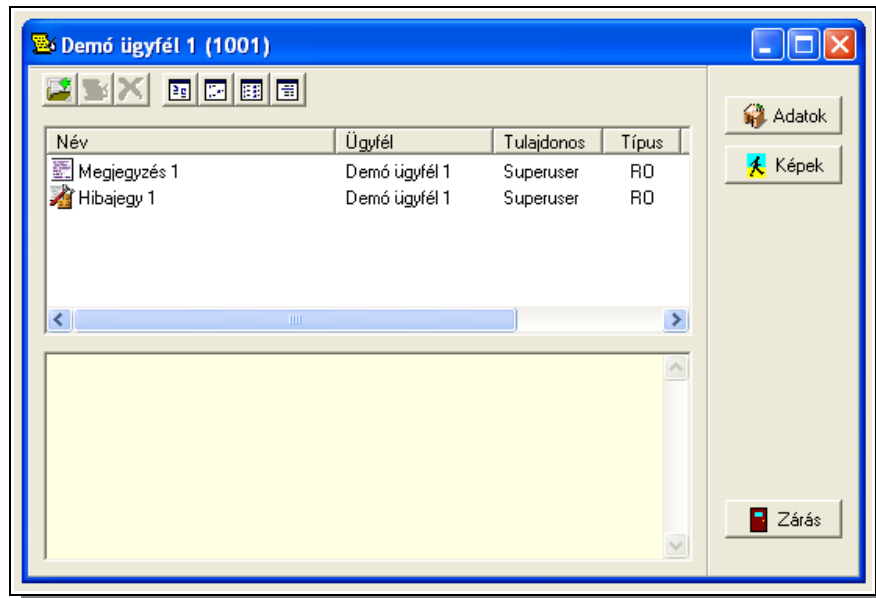 Demó ügyfél 1 (1001)
Név Ügyfél Tulajdonos Típus
Megjegyzés 1 Demó ügyfél 1 Superuser RO
Hibajegy 1 Demó ügyfél 1 Superuser RO
Adatok
Képek
Zárás